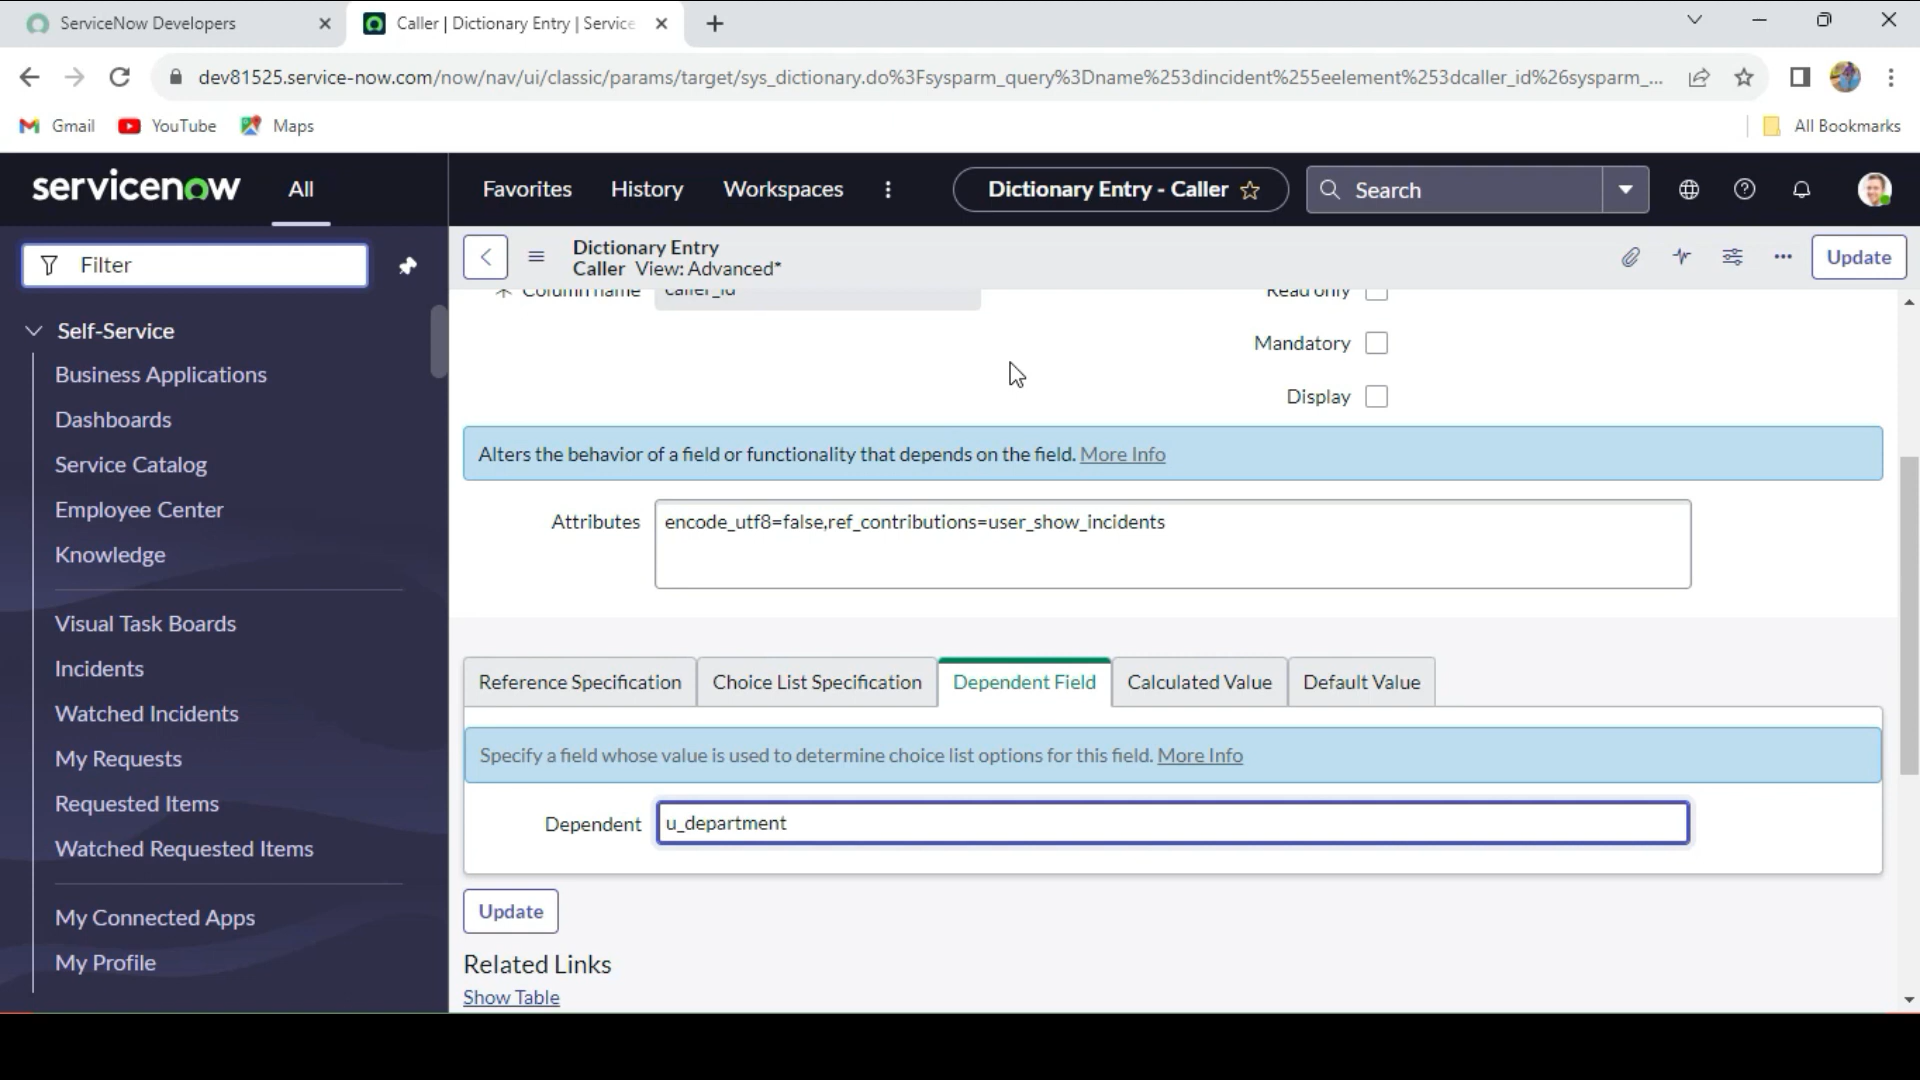 ServiceNow Developers
Caller | Dictionary Entry | Service
dev81525.service-now.com/now/nav/ui/classic/params/target/sys_dictionary.do%3Fsysparm_query%3Dname%253dincident%255eelement%253dcaller_id%26sysparm_...
Gmail
YouTube
Maps
All Bookmarks
servicenow
All
Favorites
History
Workspaces
Dictionary Entry - Caller
Search
Filter
Dictionary Entry
Caller View: Advanced*
Update
Self-Service
Business Applications
Dashboards
Service Catalog
Employee Center
Knowledge
Visual Task Boards
Incidents
Watched Incidents
My Requests
Requested Items
Watched Requested Items
My Connected Apps
My Profile
Column name caller_id
Read only
Mandatory
Display
Alters the behavior of a field or functionality that depends on the field. More Info
Attributes encode_utf8=false,ref_contributions=user_show_incidents
Reference Specification
Choice List Specification
Dependent Field
Calculated Value
Default Value
Specify a field whose value is used to determine choice list options for this field. More Info
Dependent u_department
Update
Related Links
Show Table